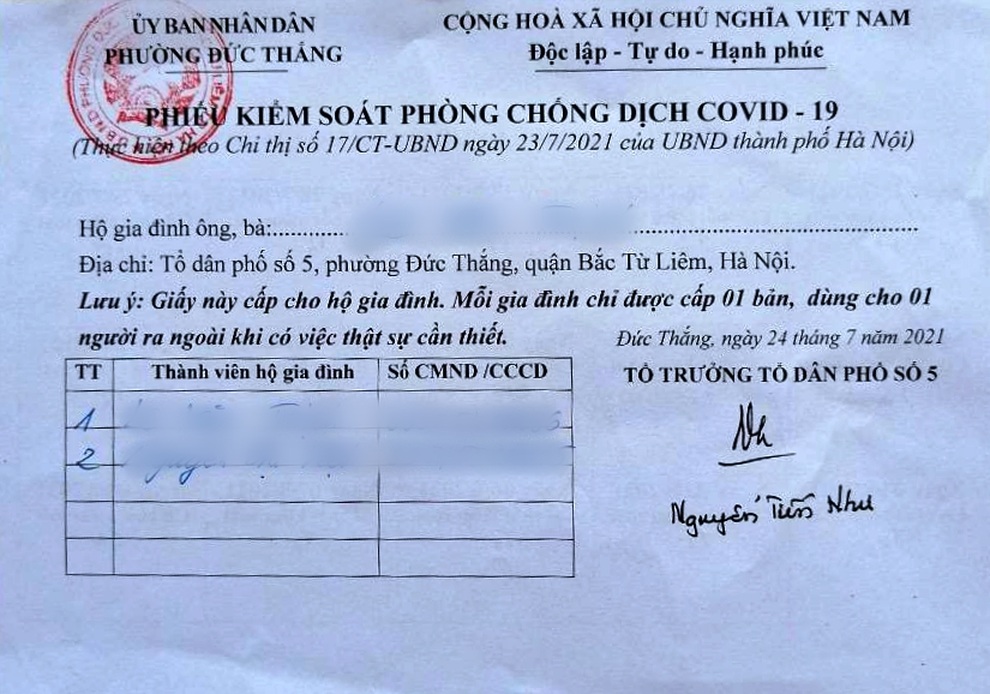 ỦY BAN NHÂN DÂN
PHƯỜNG ĐỨC THẮNG
CỘNG HOÀ XÃ HỘI CHỦ NGHĨA VIỆT NAM
Độc lập - Tự do - Hạnh phúc
PHIẾU KIỂM SOÁT PHÒNG CHỐNG DỊCH COVID - 19
(Thực hiện theo Chỉ thị số 17/CT-UBND ngày 23/7/2021 của UBND thành phố Hà Nội)
Hộ gia đình ông, bà:............ ................................................
Địa chỉ: Tổ dân phố số 5, phường Đức Thắng, quận Bắc Từ Liêm, Hà Nội.
Lưu ý: Giấy này cấp cho hộ gia đình. Mỗi gia đình chỉ được cấp 01 bản, dùng cho 01
người ra ngoài khi có việc thật sự cần thiết.
Đức Thắng, ngày 24 tháng 7 năm 2021
TỔ TRƯỞNG TỔ DÂN PHỐ SỐ 5
TT Thành viên hộ gia đình Số CMND /CCCD
1
2
Nguyễn Tiến Như